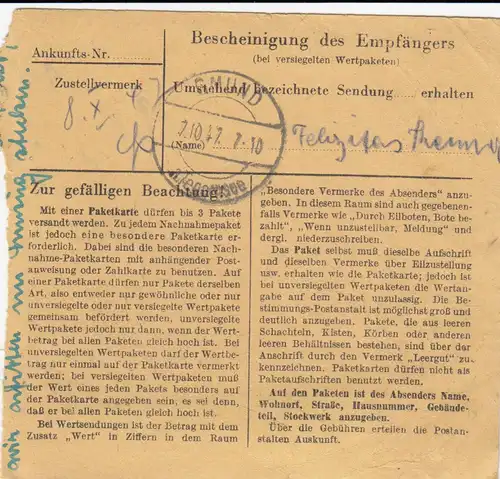 Ankunfts-Nr.
Bescheinigung des Empfängers
(bei versiegelten Wertpaketen)
Zustellvermerk
Umstehend bezeichnete Sendung erhalten
GMUND
7.10.47. 7-10
Tegernsee
(Name)
Felizitas
Zur gefälligen Beachtung!
Mit einer Paketkarte dürfen bis 3 Pakete
versandt werden. Zu jedem Nachnahmepaket
ist jedoch eine besondere Paketkarte er-
forderlich. Dabei sind die besonderen Nach-
nahme-Paketkarten mit anhängender Post-
anweisung oder Zahlkarte zu benutzen. Auf
einer Paketkarte dürfen nur Pakete derselben
Art, also entweder nur gewöhnliche oder nur
unversiegelte oder nur versiegelte Wertpakete
gemeinsam befördert werden, unversiegelte
Wertpakete jedoch nur dann, wenn der Wert-
betrag bei allen Paketen gleich hoch ist. Bei
unversiegelten Wertpaketen darf der Wertbe-
trag nur einmal auf der Paketkarte vermerkt
werden; bei versiegelten Wertpaketen muß
der Wert eines jeden Pakets besonders auf
der Paketkarte angegeben sein, es sei denn,
daß er bei allen Paketen gleich hoch ist.
Bei Wertsendungen ist der Betrag mit dem
Zusatz „Wert" in Ziffern in dem Raum
„Besondere Vermerke des Absenders" anzu-
geben. In diesem Raum sind auch gegebenen-
falls Vermerke wie „Durch Eilboten, Bote be-
zahlt", „Wenn unzustellbar, Meldung" und
dergl. niederzuschreiben.
Das Paket selbst muß dieselbe Aufschrift
und dieselben Vermerke über Eilzustellung
usw. erhalten wie die Paketkarte; jedoch ist
bei unversiegelten Wertpaketen die Wertan-
gabe auf dem Paket unzulassig. Die Be-
stimmungs-Postanstalt ist möglichst groß und
deutlich anzugeben. Pakete, die aus leeren
Schachteln, Kisten, Körben oder anderen
leeren Behältnissen bestehen, sind über der
Anschrift durch den Vermerk „Leergut" zu
kennzeichnen. Paketkarten dürfen nicht als
Paketaufschriften benutzt werden.
Auf den Paketen ist des Absenders Name,
Wohnort, Straße, Hausnummer, Gebäude-
teil, Stockwerk anzugeben.
Über die Gebühren erteilen die Postan-
stalten Auskunft.